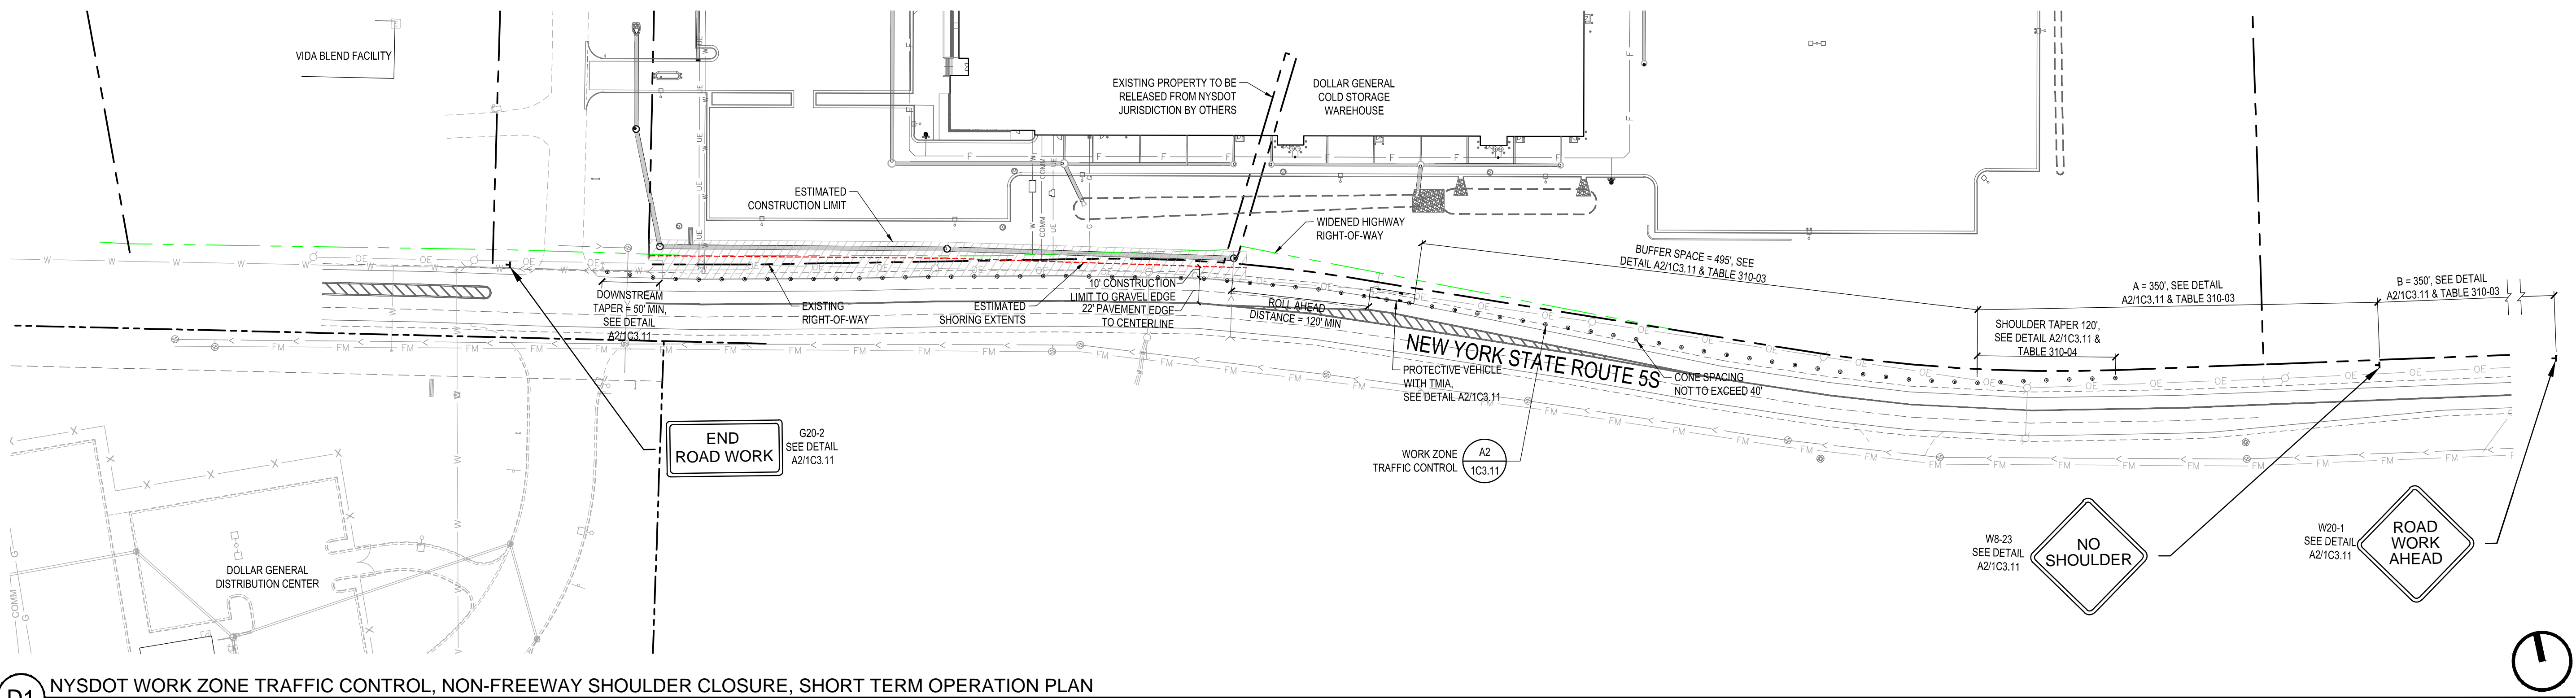 VIDA BLEND FACILITY
EXISTING PROPERTY TO BE
RELEASED FROM NYSDOT
JURISDICTION BY OTHERS
DOLLAR GENERAL
COLD STORAGE
WAREHOUSE
ESTIMATED
CONSTRUCTION LIMIT
WIDENED HIGHWAY
RIGHT-OF-WAY
BUFFER SPACE = 495', SEE
DETAIL A2/1C3.11 & TABLE 310-03
A = 350', SEE DETAIL
A2/1C3.11 & TABLE 310-03
B = 350', SEE DETAIL
A2/1C3.11 & TABLE 310-03
DOWNSTREAM
TAPER = 50' MIN,
SEE DETAIL
A2/1C3.11
EXISTING
RIGHT-OF-WAY
ESTIMATED
SHORING EXTENTS
10' CONSTRUCTION
LIMIT TO GRAVEL EDGE
22' PAVEMENT EDGE
TO CENTERLINE
ROLL AHEAD
DISTANCE = 120' MIN
SHOULDER TAPER 120',
SEE DETAIL A2/1C3.11 &
TABLE 310-04
NEW YORK STATE ROUTE 5S
PROTECTIVE VEHICLE
WITH TMIA,
SEE DETAIL A2/1C3.11
CONE SPACING
NOT TO EXCEED 40'
END
ROAD WORK
G20-2
SEE DETAIL
A2/1C3.11
WORK ZONE
TRAFFIC CONTROL
A2
1C3.11
W8-23
SEE DETAIL
A2/1C3.11
NO
SHOULDER
W20-1
SEE DETAIL
A2/1C3.11
ROAD
WORK
AHEAD
DOLLAR GENERAL
DISTRIBUTION CENTER
D1
NYSDOT WORK ZONE TRAFFIC CONTROL, NON-FREEWAY SHOULDER CLOSURE, SHORT TERM OPERATION PLAN